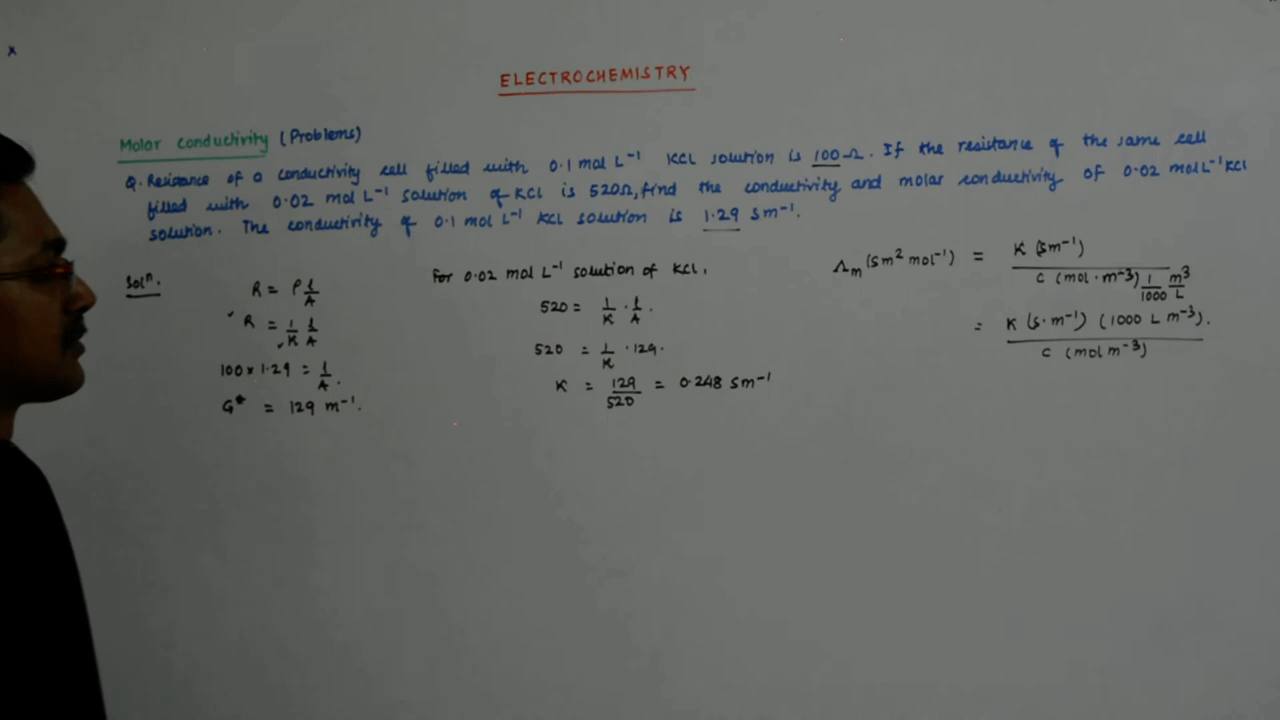 ELECTROCHEMISTRY
Molar Conductivity (Problems)
Q. Resistance of a conductivity cell filled with 0.1 mol L⁻¹ KCl solution is 100 Ω. If the resistance of the same cell
filled with 0.02 mol L⁻¹ solution of KCl is 520Ω, find the conductivity and molar conductivity of 0.02 mol L⁻¹ KCl
solution. The conductivity of 0.1 mol L⁻¹ KCl solution is 1.29 Sm⁻¹.
Solⁿ.
R = ρ l/A
R = 1/K l/A
100 x 1.29 = l/A.
G* = 129 m⁻¹.
For 0.02 mol L⁻¹ solution of KCl.
520 = 1/K · l/A.
520 = 1/K · 129.
K = 129/520 = 0.248 Sm⁻¹
Λm (Sm² mol⁻¹) = K (Sm⁻¹) / C (mol · m⁻³) 1/1000 m³/L
= K (S·m⁻¹) (1000 L m⁻³). / C (mol m⁻³)